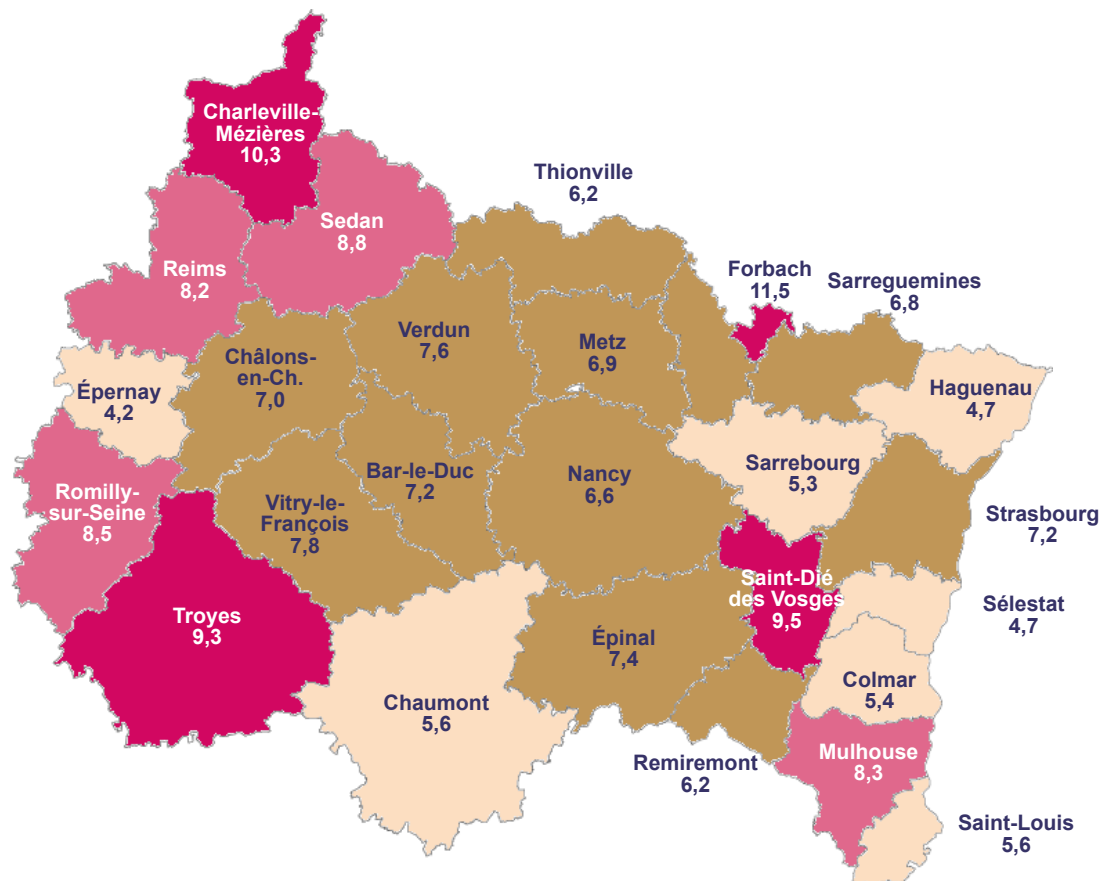 Charleville-
Mézières
10,3
Thionville
6,2
Sedan
8,8
Reims
8,2
Forbach
11,5
Sarreguemines
6,8
Verdun
7,6
Metz
6,9
Châlons-
en-Ch.
7,0
Épernay
4,2
Haguenau
4,7
Sarrebourg
5,3
Bar-le-Duc
7,2
Nancy
6,6
Romilly-
sur-Seine
8,5
Vitry-le-
François
7,8
Strasbourg
7,2
Saint-Dié
des Vosges
9,5
Sélestat
4,7
Troyes
9,3
Épinal
7,4
Colmar
5,4
Chaumont
5,6
Remiremont
6,2
Mulhouse
8,3
Saint-Louis
5,6